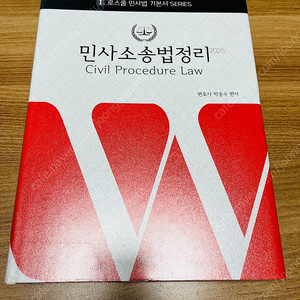 I 로스쿨 민사법 기본서 SERIES
민사소송법정리 2025
Civil Procedure Law
변호사 박승수 편저
W